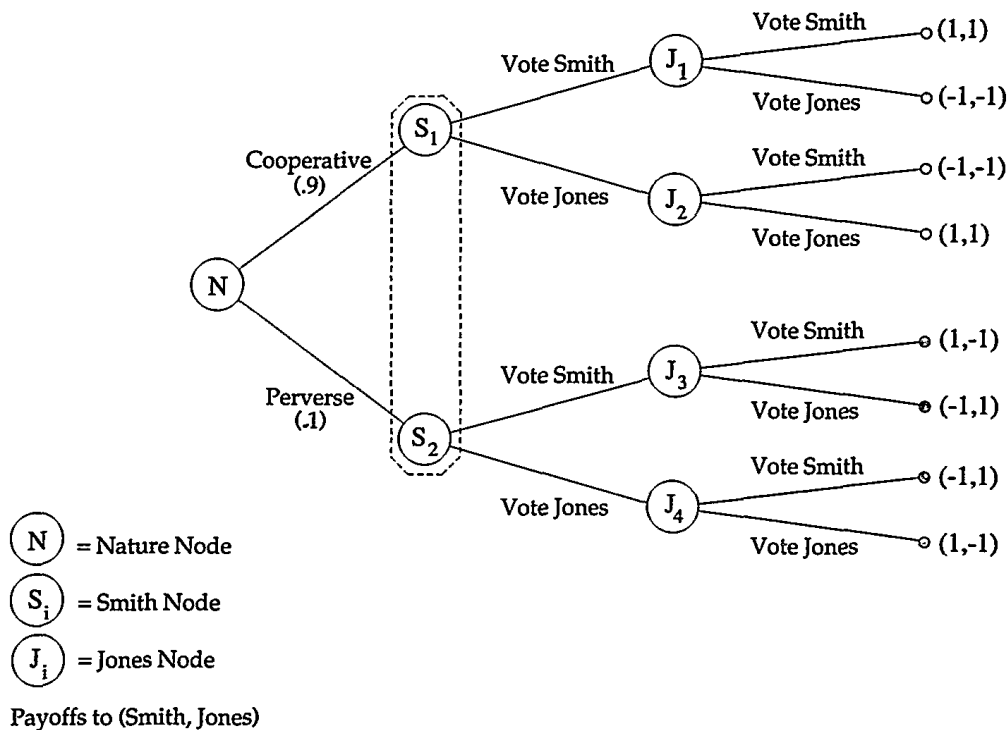 Vote Smith
(1,1)
J1
Vote Smith
Vote Jones
(-1,-1)
S1
Cooperative
(.9)
Vote Smith
(-1,-1)
Vote Jones
J2
Vote Jones
(1,1)
N
Vote Smith
(1,-1)
J3
Vote Smith
Perverse
(.1)
Vote Jones
(-1,1)
S2
Vote Smith
(-1,1)
Vote Jones
J4
Vote Jones
(1,-1)
N = Nature Node
Si = Smith Node
Ji = Jones Node
Payoffs to (Smith, Jones)